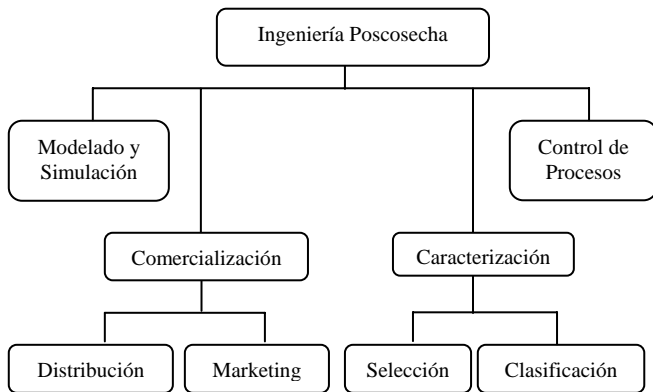 Ingeniería Poscosecha
Modelado y
Simulación
Control de
Procesos
Comercialización
Caracterización
Distribución
Marketing
Selección
Clasificación